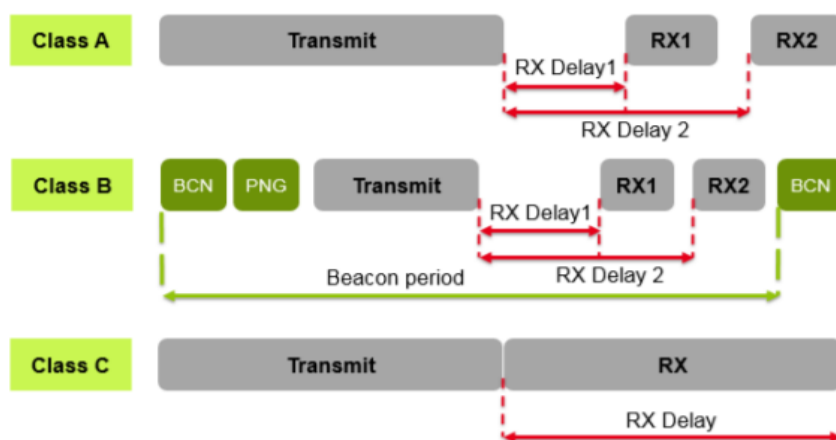 Class A Transmit RX1 RX2
RX Delay1
RX Delay 2
Class B BCN PNG Transmit RX1 RX2 BCN
RX Delay1
Beacon period RX Delay 2
Class C Transmit RX
RX Delay